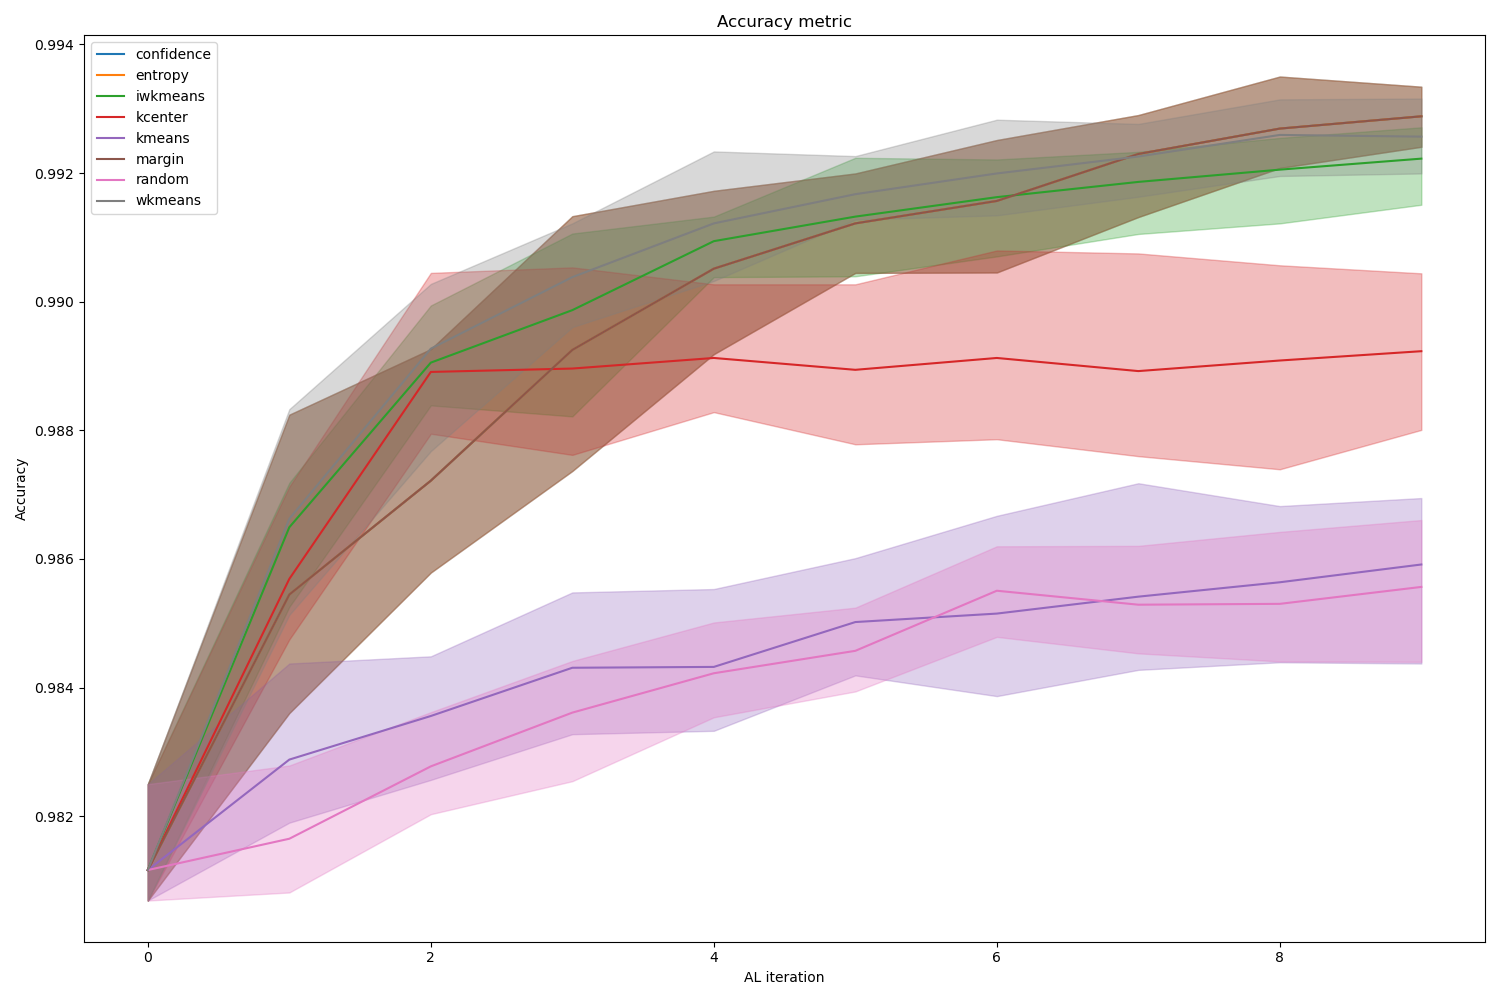 Accuracy metric
0.994
0.992
0.990
0.988
0.986
0.984
0.982
Accuracy
confidence
entropy
iwkmeans
kcenter
kmeans
margin
random
wkmeans
0 2 4 6 8
AL iteration